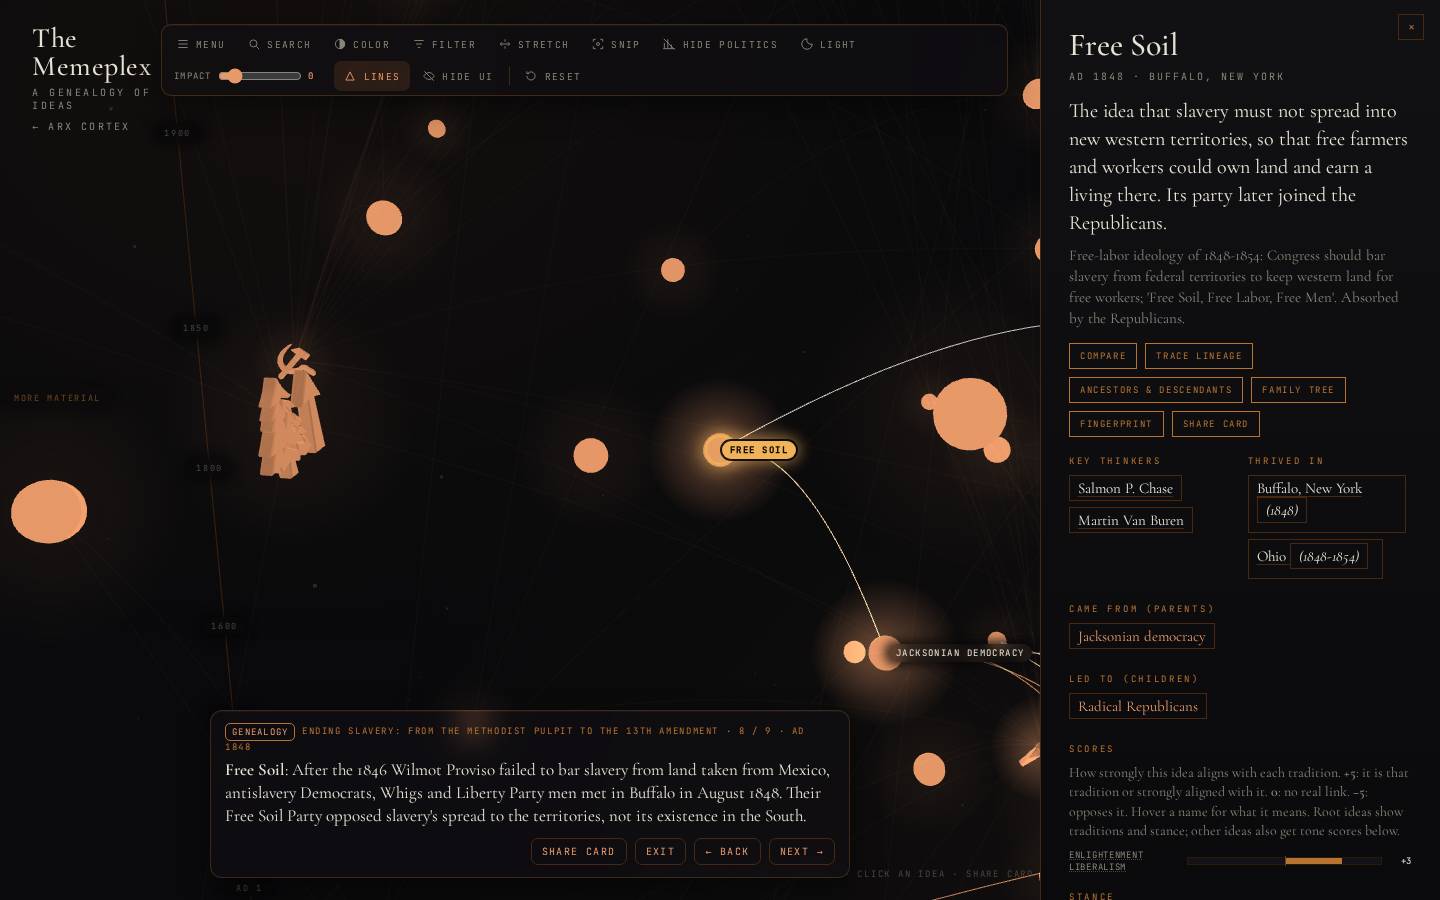 The
Memeplex
A GENEALOGY OF
IDEAS
← ARX CORTEX
MENU
SEARCH
COLOR
FILTER
STRETCH
SNIP
HIDE POLITICS
LIGHT
IMPACT
0
LINES
HIDE UI
RESET
1900
1850
MORE MATERIAL
1800
1600
AD 1
FREE SOIL
JACKSONIAN DEMOCRACY
GENEALOGY ENDING SLAVERY: FROM THE METHODIST PULPIT TO THE 13TH AMENDMENT · 8 / 9 · AD
1848
Free Soil: After the 1846 Wilmot Proviso failed to bar slavery from land taken from Mexico,
antislavery Democrats, Whigs and Liberty Party men met in Buffalo in August 1848. Their
Free Soil Party opposed slavery's spread to the territories, not its existence in the South.
SHARE CARD
EXIT
← BACK
NEXT →
CLICK AN IDEA · SHARE CARD
×
Free Soil
AD 1848 · BUFFALO, NEW YORK
The idea that slavery must not spread into
new western territories, so that free farmers
and workers could own land and earn a
living there. Its party later joined the
Republicans.
Free-labor ideology of 1848-1854: Congress should bar
slavery from federal territories to keep western land for
free workers; 'Free Soil, Free Labor, Free Men'. Absorbed
by the Republicans.
COMPARE
TRACE LINEAGE
ANCESTORS & DESCENDANTS
FAMILY TREE
FINGERPRINT
SHARE CARD
KEY THINKERS
Salmon P. Chase
Martin Van Buren
THRIVED IN
Buffalo, New York
(1848)
Ohio (1848-1854)
CAME FROM (PARENTS)
Jacksonian democracy
LED TO (CHILDREN)
Radical Republicans
SCORES
How strongly this idea aligns with each tradition. +5: it is that
tradition or strongly aligned with it. 0: no real link. −5:
opposes it. Hover a name for what it means. Root ideas show
traditions and stance; other ideas also get tone scores below.
ENLIGHTENMENT
LIBERALISM
+3
STANCE